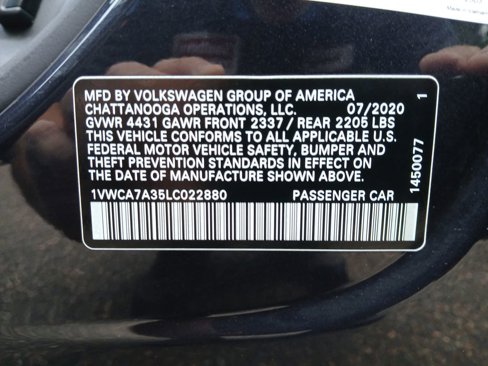 MFD BY VOLKSWAGEN GROUP OF AMERICA
CHATTANOOGA OPERATIONS, LLC. 07/2020
GVWR 4431 GAWR FRONT 2337 / REAR 2205 LBS
THIS VEHICLE CONFORMS TO ALL APPLICABLE U.S.
FEDERAL MOTOR VEHICLE SAFETY, BUMPER AND
THEFT PREVENTION STANDARDS IN EFFECT ON
THE DATE OF MANUFACTURE SHOWN ABOVE.
1VWCA7A35LC022880 PASSENGER CAR
1450077 1